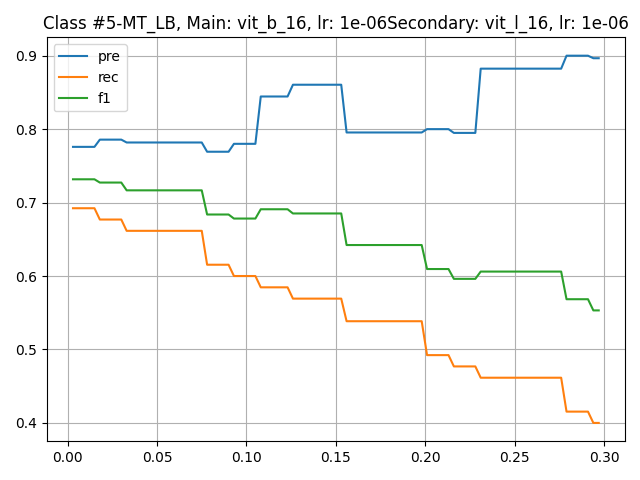 Class #5-MT_LB, Main: vit_b_16, lr: 1e-06Secondary: vit_l_16, lr: 1e-06
0.9
0.8
0.7
0.6
0.5
0.4
pre
rec
f1
0.00 0.05 0.10 0.15 0.20 0.25 0.30